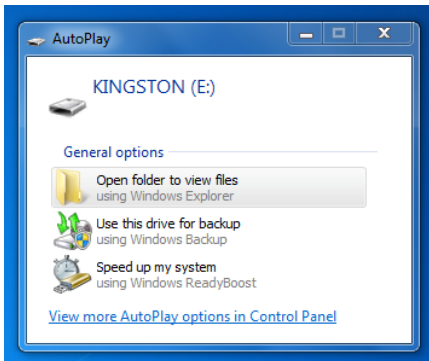 AutoPlay
KINGSTON (E:)
General options
Open folder to view files
using Windows Explorer
Use this drive for backup
using Windows Backup
Speed up my system
using Windows ReadyBoost
View more AutoPlay options in Control Panel